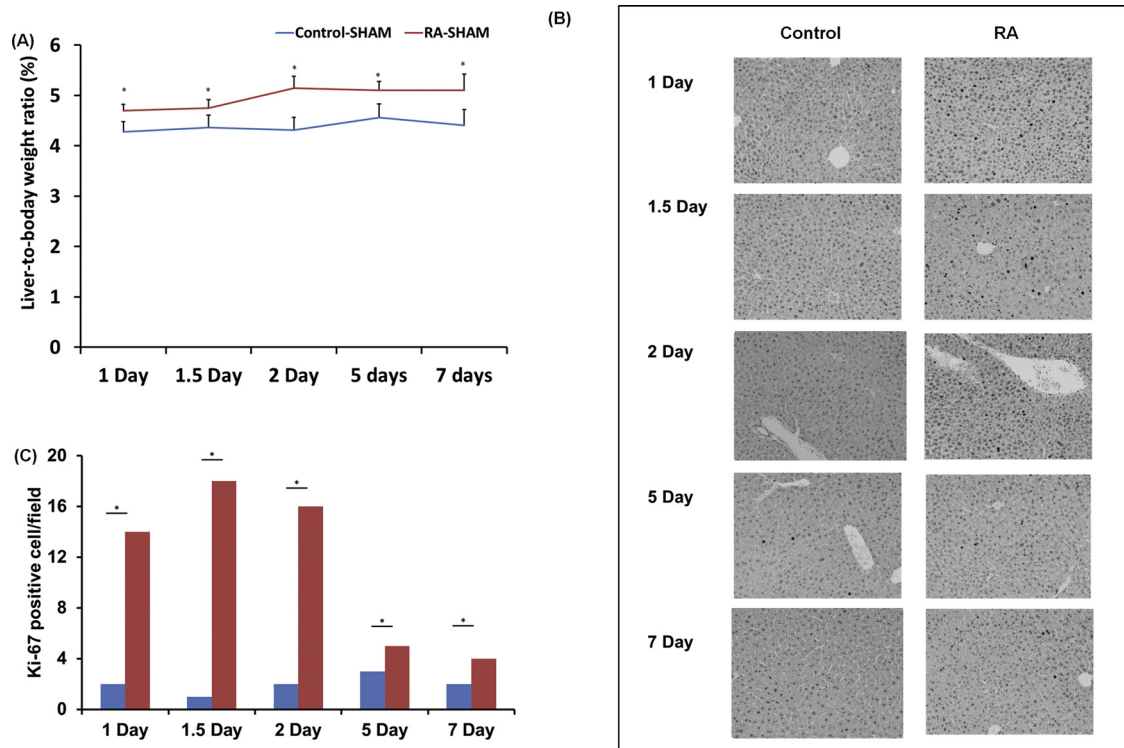 (A)
Control-SHAM RA-SHAM
Liver-to-boday weight ratio (%)
6
5
4
3
2
1
0
* * * * *
1 Day 1.5 Day 2 Day 5 days 7 days
(B)
Control RA
1 Day
1.5 Day
2 Day
5 Day
7 Day
(C)
Ki-67 positive cell/field
20
16
12
8
4
0
* * * * *
1 Day 1.5 Day 2 Day 5 Day 7 Day